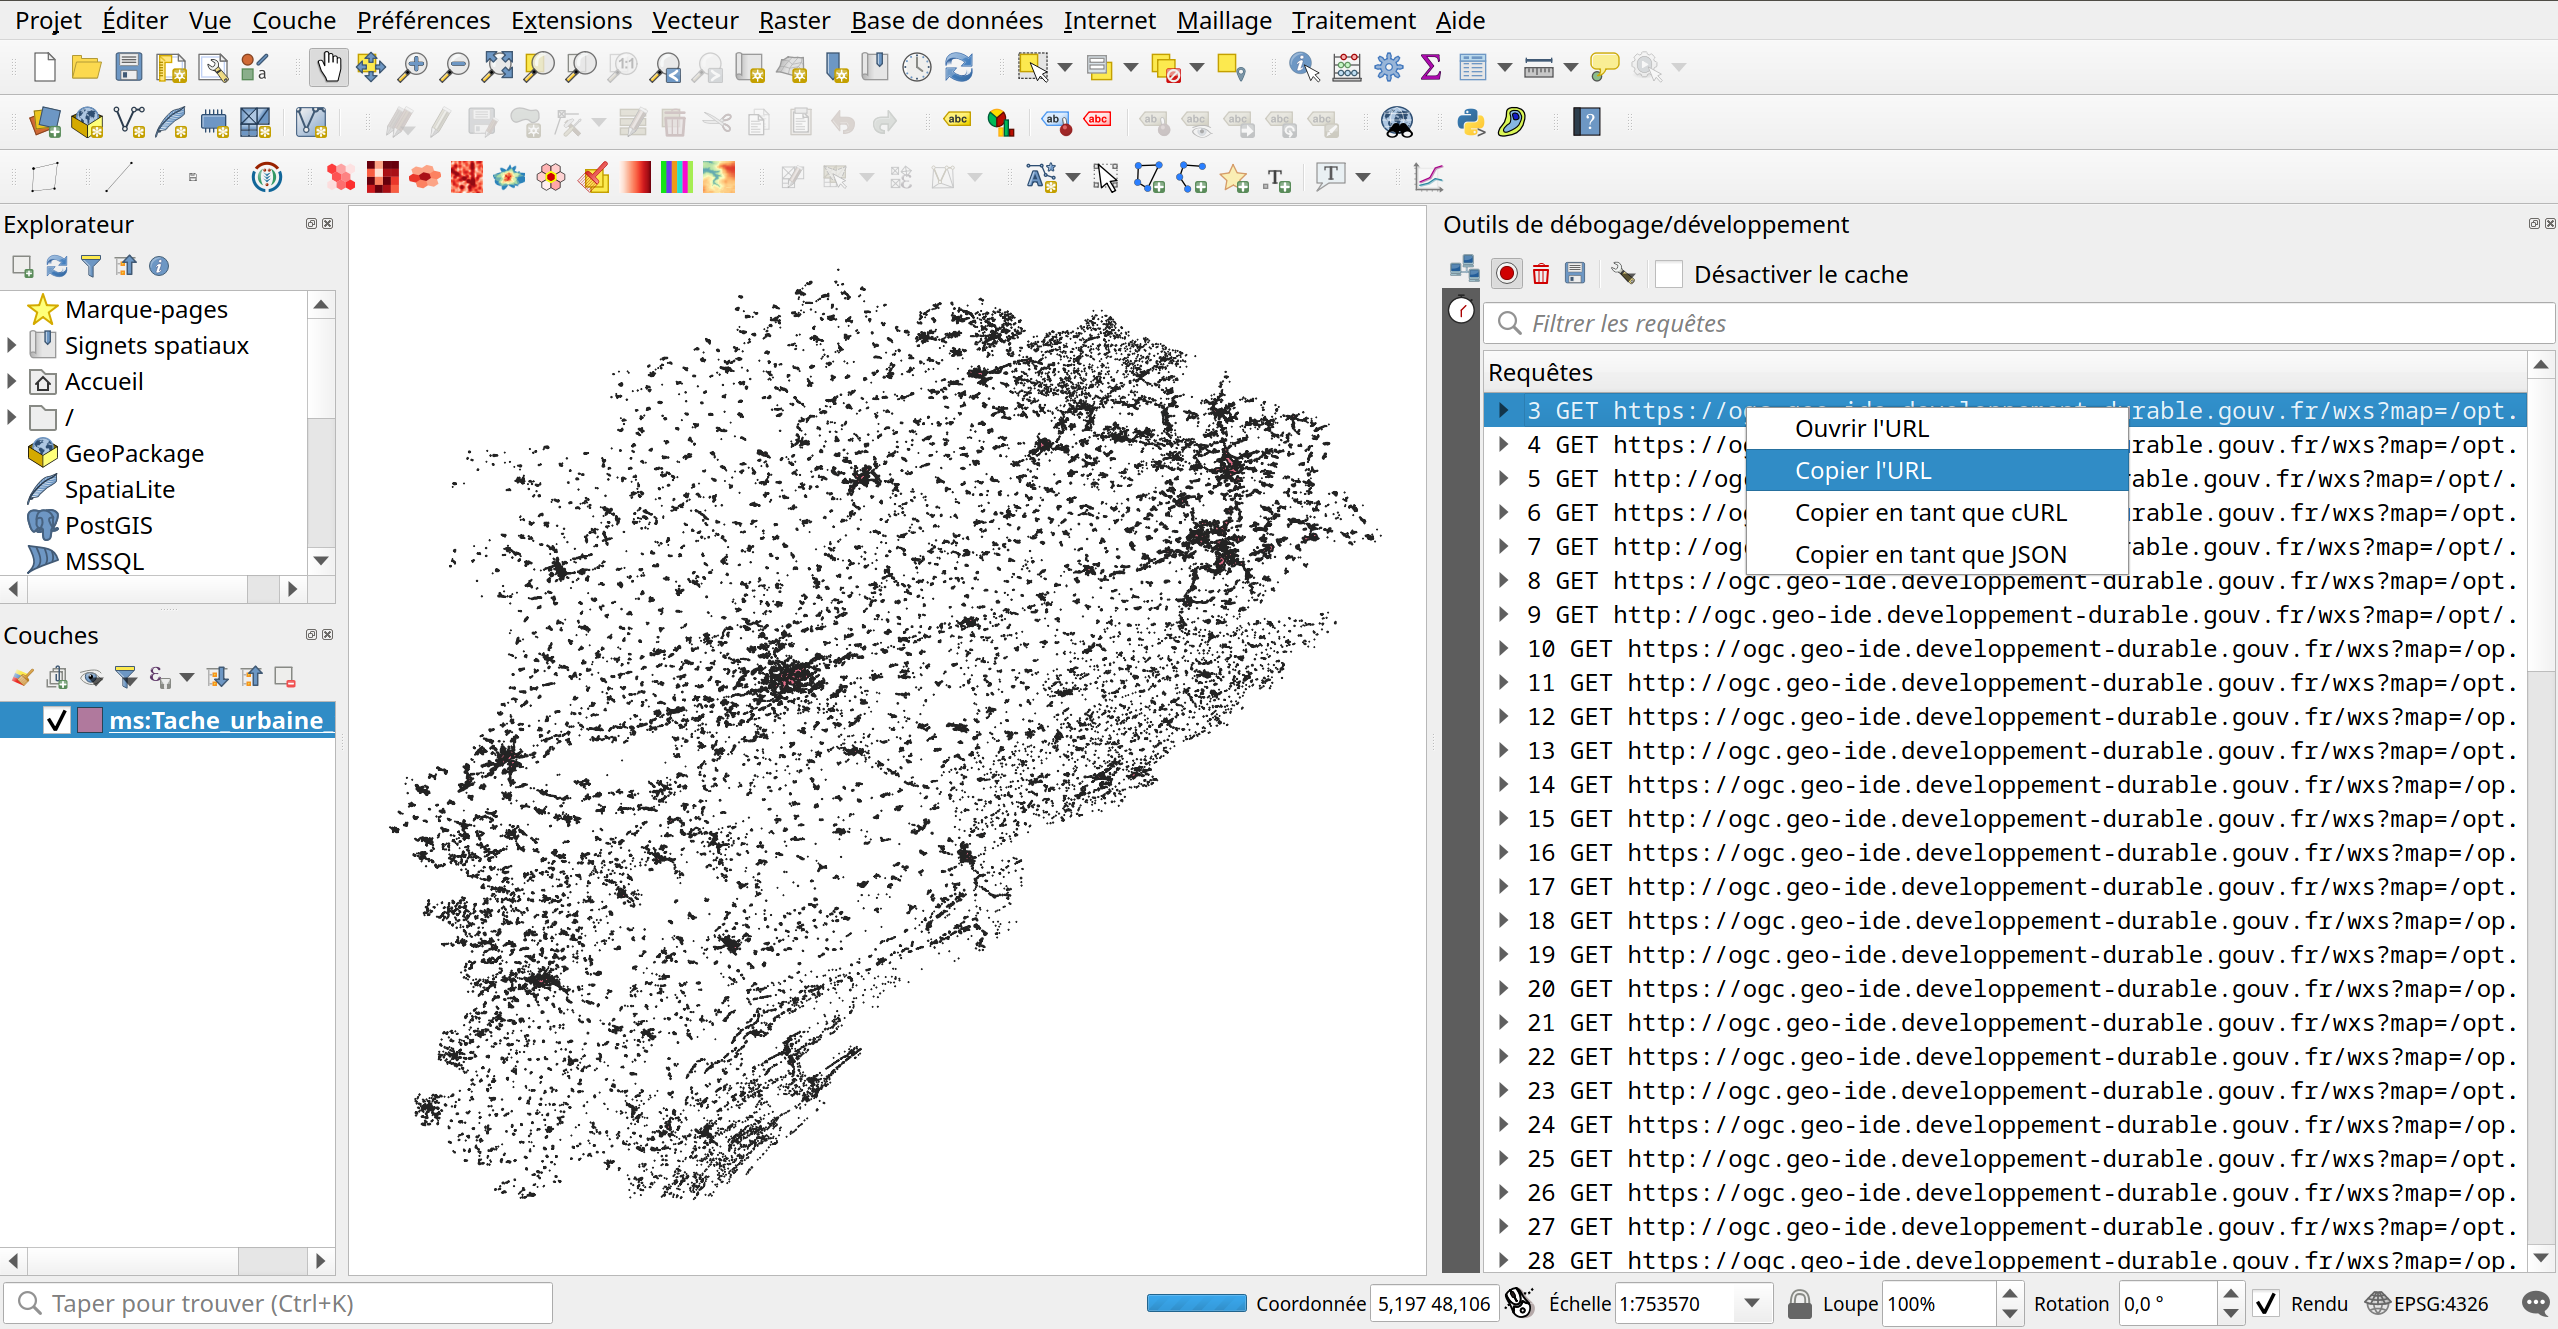 Projet Éditer Vue Couche Préférences Extensions Vecteur Raster Base de données Internet Maillage Traitement Aide
Explorateur
Marque-pages
Signets spatiaux
Accueil
/
GeoPackage
SpatiaLite
PostGIS
MSSQL
Couches
ms:Tache_urbaine_
Outils de débogage/développement
Désactiver le cache
Filtrer les requêtes
Requêtes
3 GET https://ogc.geo-ide.developpement-durable.gouv.fr/wxs?map=/opt.
4 GET https://og rable.gouv.fr/wxs?map=/opt.
5 GET http://og able.gouv.fr/wxs?map=/opt/.
6 GET https://og rable.gouv.fr/wxs?map=/opt.
7 GET http://og able.gouv.fr/wxs?map=/opt/.
8 GET https://ogc.geo-ide.developpement-durable.gouv.fr/wxs?map=/opt.
9 GET http://ogc.geo-ide.developpement-durable.gouv.fr/wxs?map=/opt/.
10 GET https://ogc.geo-ide.developpement-durable.gouv.fr/wxs?map=/op.
11 GET http://ogc.geo-ide.developpement-durable.gouv.fr/wxs?map=/opt.
12 GET https://ogc.geo-ide.developpement-durable.gouv.fr/wxs?map=/op.
13 GET http://ogc.geo-ide.developpement-durable.gouv.fr/wxs?map=/opt.
14 GET https://ogc.geo-ide.developpement-durable.gouv.fr/wxs?map=/op.
15 GET http://ogc.geo-ide.developpement-durable.gouv.fr/wxs?map=/opt.
16 GET https://ogc.geo-ide.developpement-durable.gouv.fr/wxs?map=/op.
17 GET http://ogc.geo-ide.developpement-durable.gouv.fr/wxs?map=/opt.
18 GET https://ogc.geo-ide.developpement-durable.gouv.fr/wxs?map=/op.
19 GET http://ogc.geo-ide.developpement-durable.gouv.fr/wxs?map=/opt.
20 GET https://ogc.geo-ide.developpement-durable.gouv.fr/wxs?map=/op.
21 GET http://ogc.geo-ide.developpement-durable.gouv.fr/wxs?map=/opt.
22 GET https://ogc.geo-ide.developpement-durable.gouv.fr/wxs?map=/op.
23 GET http://ogc.geo-ide.developpement-durable.gouv.fr/wxs?map=/opt.
24 GET https://ogc.geo-ide.developpement-durable.gouv.fr/wxs?map=/op.
25 GET http://ogc.geo-ide.developpement-durable.gouv.fr/wxs?map=/opt.
26 GET https://ogc.geo-ide.developpement-durable.gouv.fr/wxs?map=/op.
27 GET http://ogc.geo-ide.developpement-durable.gouv.fr/wxs?map=/opt.
28 GET https://ogc.geo-ide.developpement-durable.gouv.fr/wxs?map=/op.
Ouvrir l'URL
Copier l'URL
Copier en tant que cURL
Copier en tant que JSON
Taper pour trouver (Ctrl+K)
Coordonnée 5,197 48,106 Échelle 1:753570 Loupe 100% Rotation 0,0 ° Rendu EPSG:4326